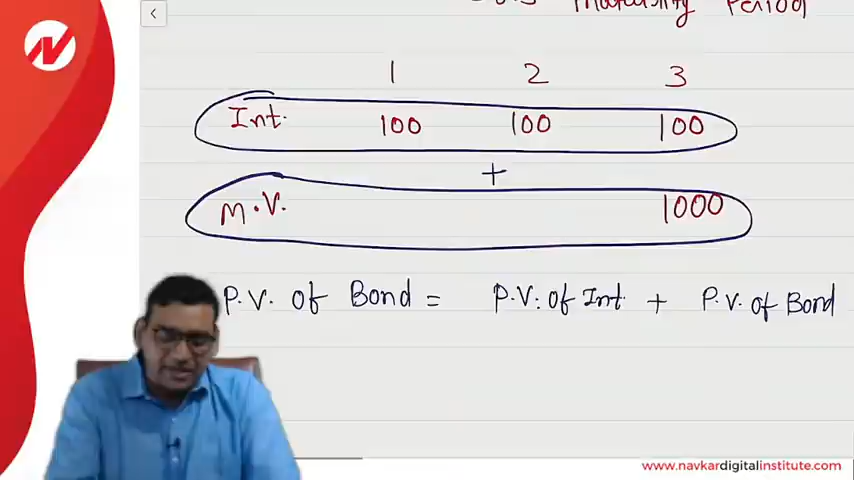 Maturity Period
1 2 3
Int. 100 100 100
+
M.V. 1000
P.V. of Bond = P.V. of Int + P.V. of Bond
www.navkardigitalinstitute.com